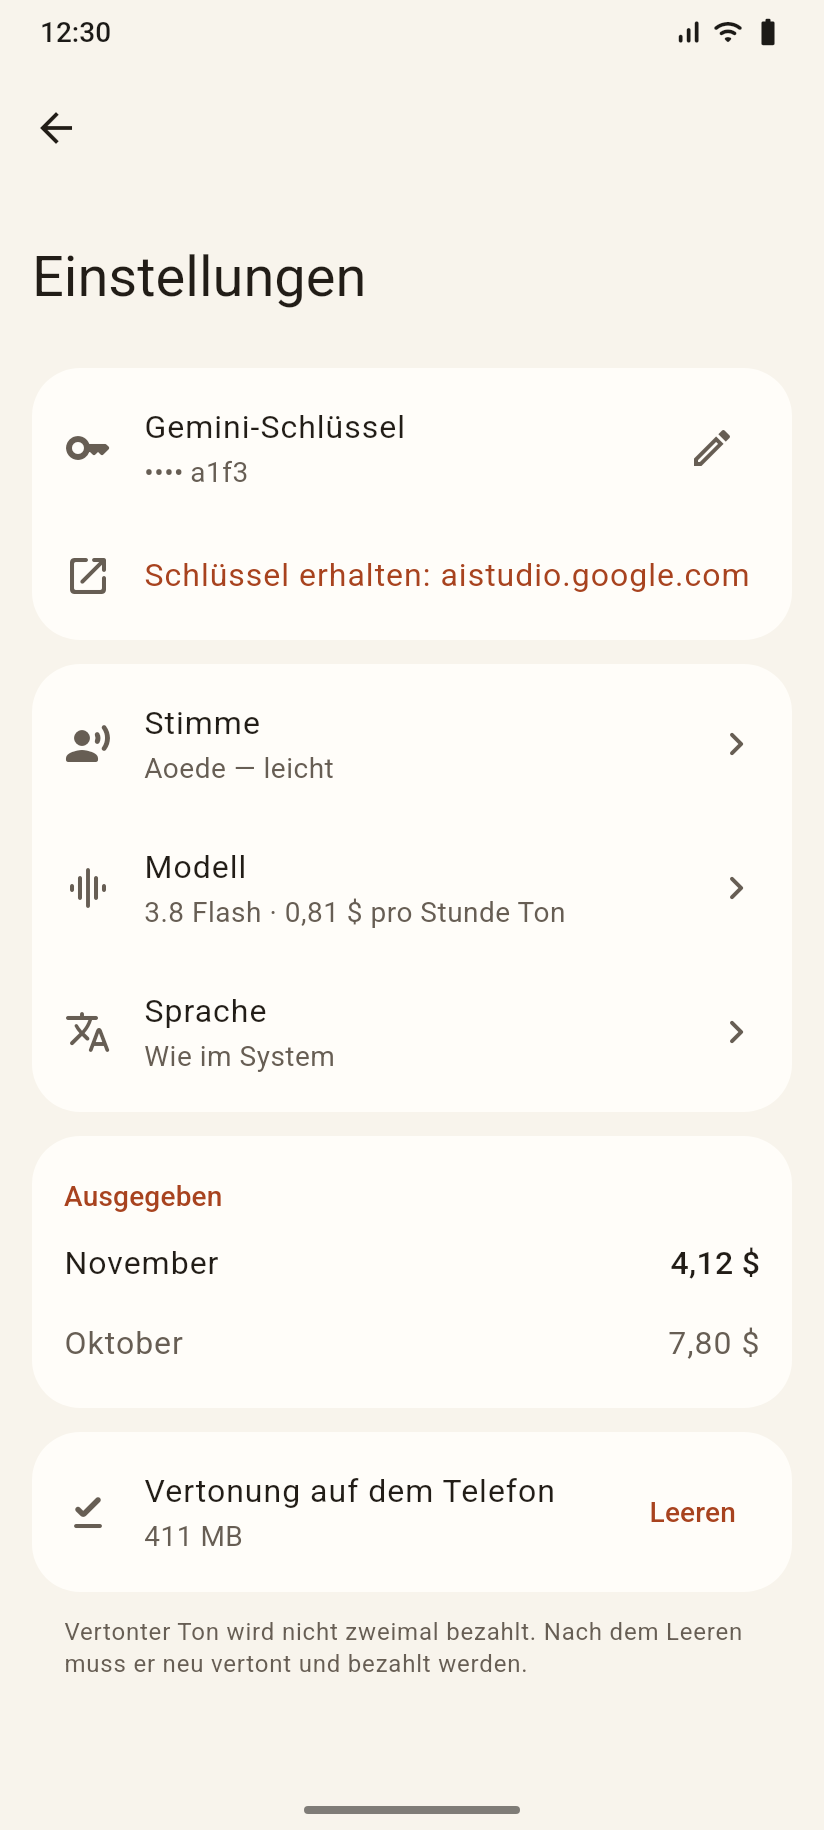 12:30
Einstellungen
Gemini-Schlüssel
•••• a1f3
Schlüssel erhalten: aistudio.google.com
Stimme
Aoede — leicht
Modell
3.8 Flash · 0,81 $ pro Stunde Ton
Sprache
Wie im System
Ausgegeben
November 4,12 $
Oktober 7,80 $
Vertonung auf dem Telefon
411 MB
Leeren
Vertonter Ton wird nicht zweimal bezahlt. Nach dem Leeren
muss er neu vertont und bezahlt werden.